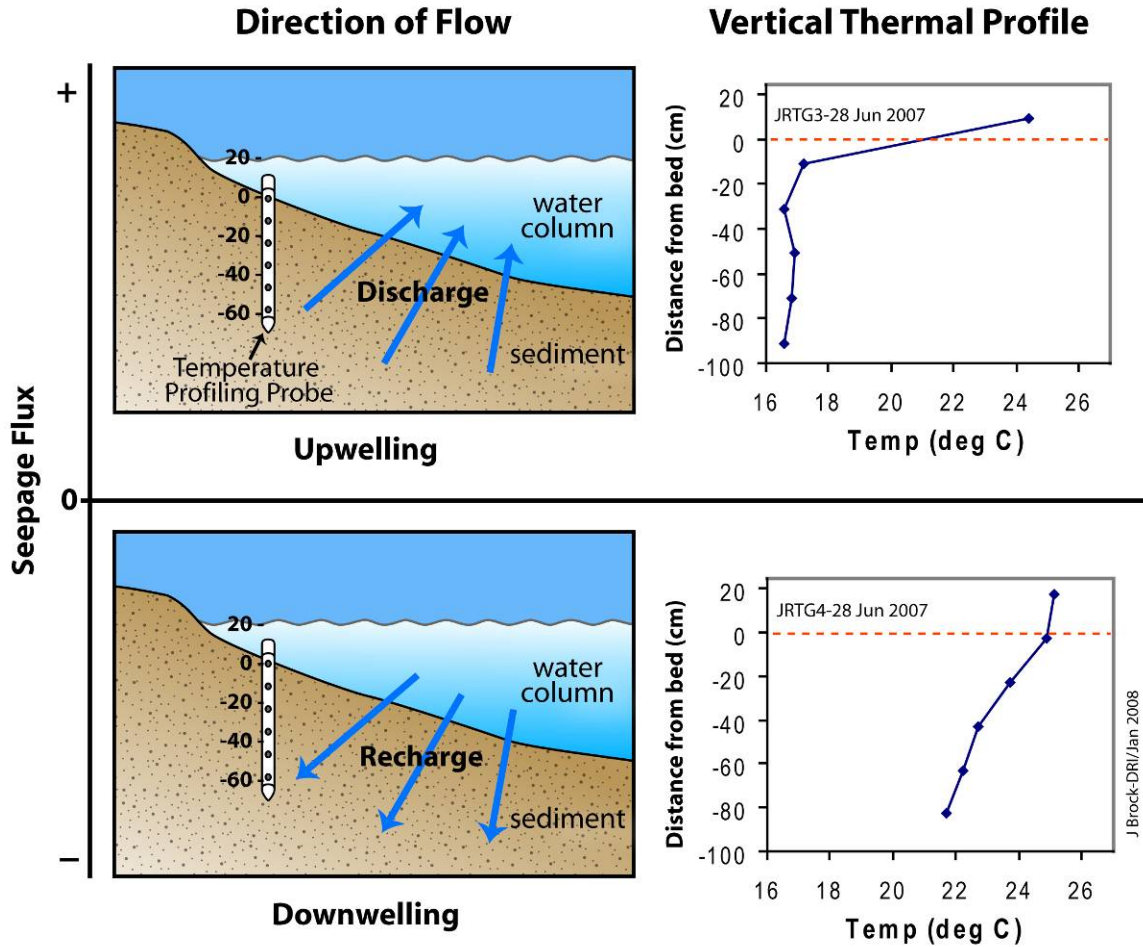 Direction of Flow
Vertical Thermal Profile
Seepage Flux
+
0
–
20
0
-20
-40
-60
water
column
Discharge
sediment
Temperature
Profiling Probe
Upwelling
JRTG3-28 Jun 2007
Distance from bed (cm)
20
0
-20
-40
-60
-80
-100
16 18 20 22 24 26
Temp (deg C)
20
0
-20
-40
-60
water
column
Recharge
sediment
Downwelling
JRTG4-28 Jun 2007
Distance from bed (cm)
20
0
-20
-40
-60
-80
-100
16 18 20 22 24 26
Temp (deg C)
J Brock-DRI/Jan 2008